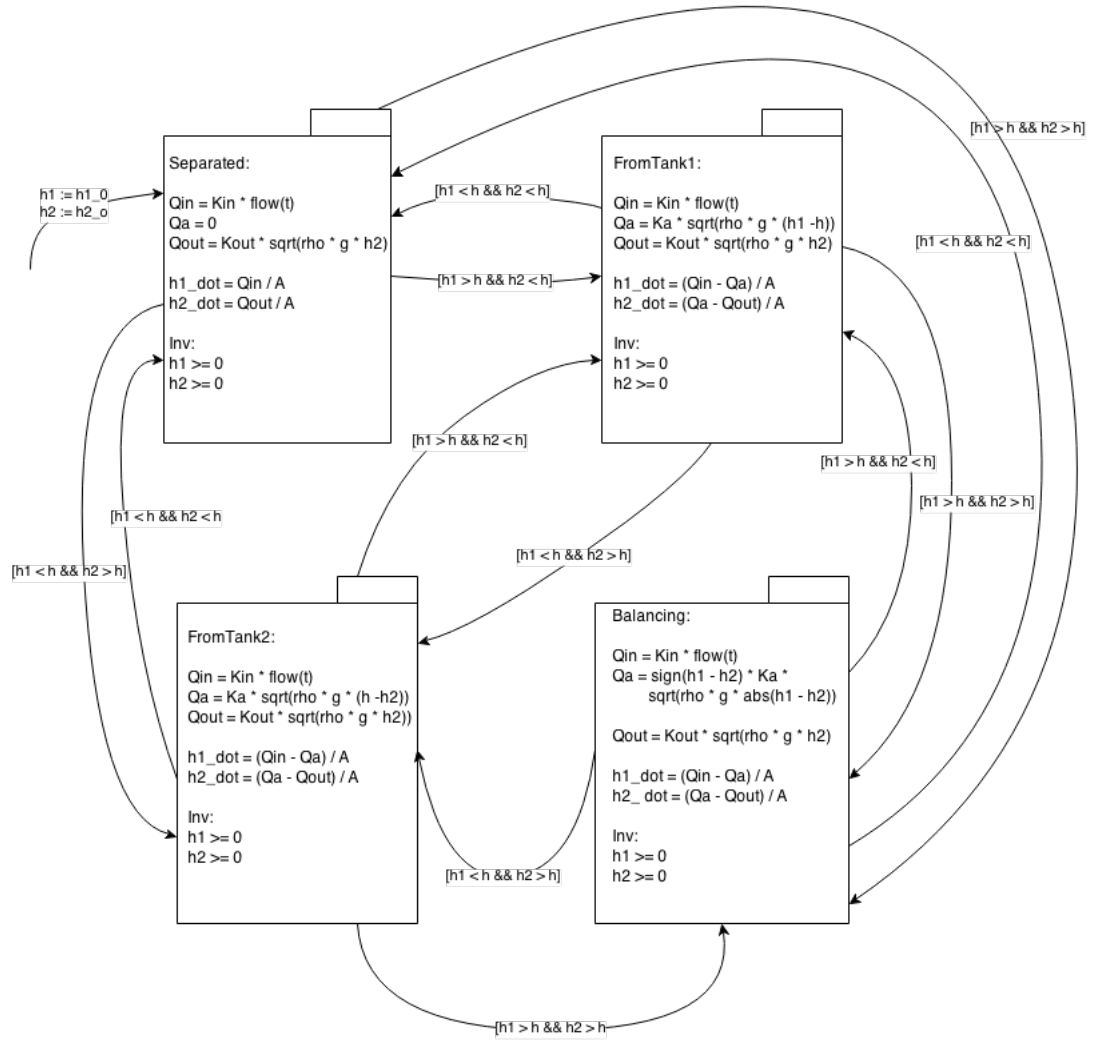 [h1 > h && h2 > h]
Separated:
Qin = Kin * flow(t)
Qa = 0
Qout = Kout * sqrt(rho * g * h2)
h1_dot = Qin / A
h2_dot = Qout / A
Inv:
h1 >= 0
h2 >= 0
FromTank1:
Qin = Kin * flow(t)
Qa = Ka * sqrt(rho * g * (h1 -h))
Qout = Kout * sqrt(rho * g * h2)
h1_dot = (Qin - Qa) / A
h2_dot = (Qa - Qout) / A
Inv:
h1 >= 0
h2 >= 0
h1 := h1_0
h2 := h2_o
[h1 < h && h2 < h]
[h1 < h && h2 < h]
[h1 > h && h2 < h]
[h1 > h && h2 < h]
[h1 > h && h2 < h]
[h1 > h && h2 > h]
[h1 < h && h2 < h
[h1 < h && h2 > h]
[h1 < h && h2 > h]
FromTank2:
Qin = Kin * flow(t)
Qa = Ka * sqrt(rho * g * (h -h2))
Qout = Kout * sqrt(rho * g * h2))
h1_dot = (Qin - Qa) / A
h2_dot = (Qa - Qout) / A
Inv:
h1 >= 0
h2 >= 0
Balancing:
Qin = Kin * flow(t)
Qa = sign(h1 - h2) * Ka *
sqrt(rho * g * abs(h1 - h2))
Qout = Kout * sqrt(rho * g * h2)
h1_dot = (Qin - Qa) / A
h2_ dot = (Qa - Qout) / A
Inv:
h1 >= 0
h2 >= 0
[h1 < h && h2 > h]
[h1 > h && h2 > h